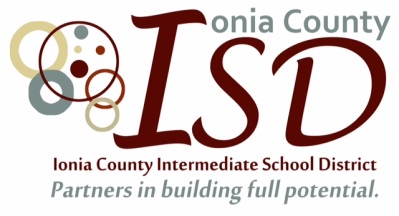 Ionia County
ISD
Ionia County Intermediate School District
Partners in building full potential.